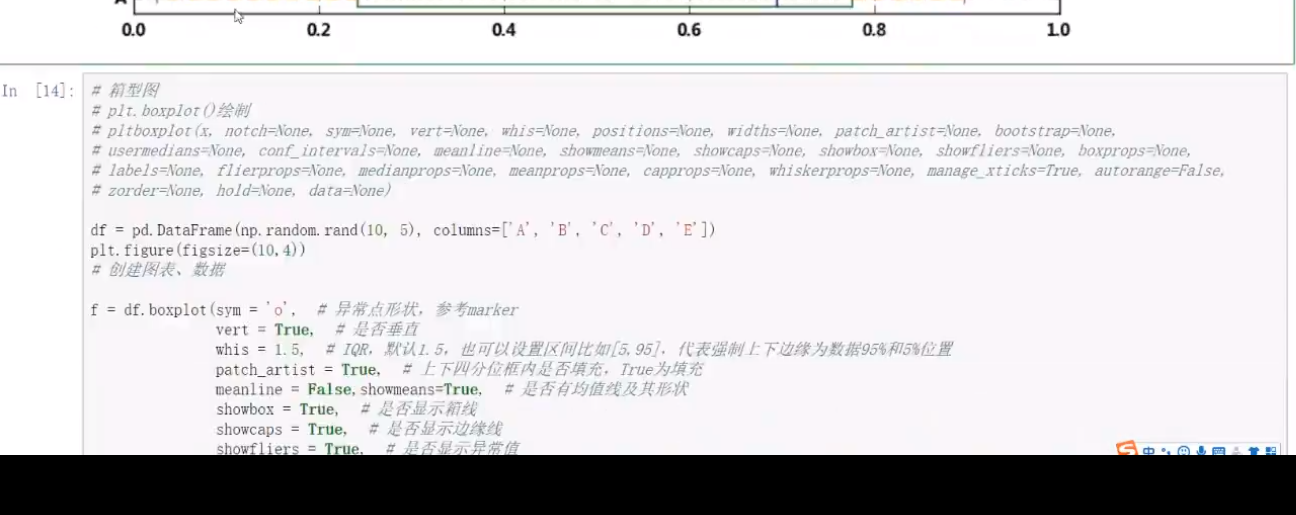 A
0.0 0.2 0.4 0.6 0.8 1.0
In [14]:
# 箱型图
# plt.boxplot()绘制
# pltboxplot(x, notch=None, sym=None, vert=None, whis=None, positions=None, widths=None, patch_artist=None, bootstrap=None,
# usermedians=None, conf_intervals=None, meanline=None, showmeans=None, showcaps=None, showbox=None, showfliers=None, boxprops=None,
# labels=None, flierprops=None, medianprops=None, meanprops=None, capprops=None, whiskerprops=None, manage_xticks=True, autorange=False,
# zorder=None, hold=None, data=None)
df = pd.DataFrame(np.random.rand(10, 5), columns=['A', 'B', 'C', 'D', 'E'])
plt.figure(figsize=(10,4))
# 创建图表、数据
f = df.boxplot(sym = 'o', # 异常点形状，参考marker
vert = True, # 是否垂直
whis = 1.5, # IQR，默认1.5，也可以设置区间比如[5,95]，代表强制上下边缘为数据95%和5%位置
patch_artist = True, # 上下四分位框内是否填充，True为填充
meanline = False,showmeans=True, # 是否有均值线及其形状
showbox = True, # 是否显示箱线
showcaps = True, # 是否显示边缘线
showfliers = True, # 是否显示异常值
中